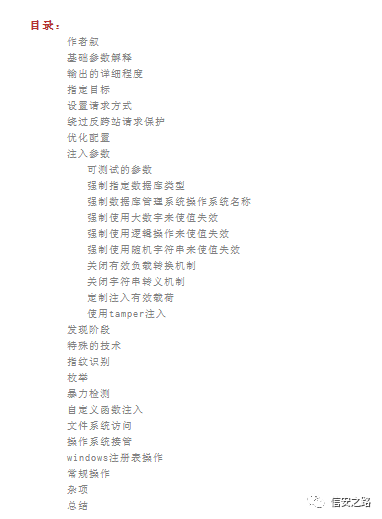 目录：
作者叙
基础参数解释
输出的详细程度
指定目标
设置请求方式
绕过反跨站请求保护
优化配置
注入参数
可测试的参数
强制指定数据库类型
强制数据库管理系统操作系统名称
强制使用大数字来使值失效
强制使用逻辑操作来使值失效
强制使用随机字符串来使值失效
关闭有效负载转换机制
关闭字符串转义机制
定制注入有效载荷
使用tamper注入
发现阶段
特殊的技术
指纹识别
枚举
暴力检测
自定义函数注入
文件系统访问
操作系统接管
windows注册表操作
常规操作
杂项
总结
信安之路